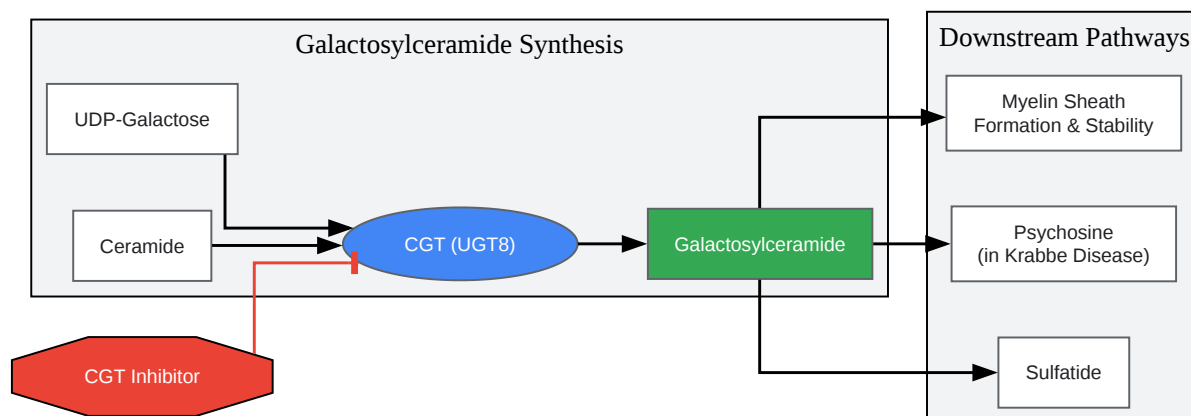 Galactosylceramide Synthesis
UDP-Galactose
Ceramide
CGT (UGT8)
Galactosylceramide
CGT Inhibitor
Downstream Pathways
Myelin Sheath
Formation & Stability
Psychosine
(in Krabbe Disease)
Sulfatide